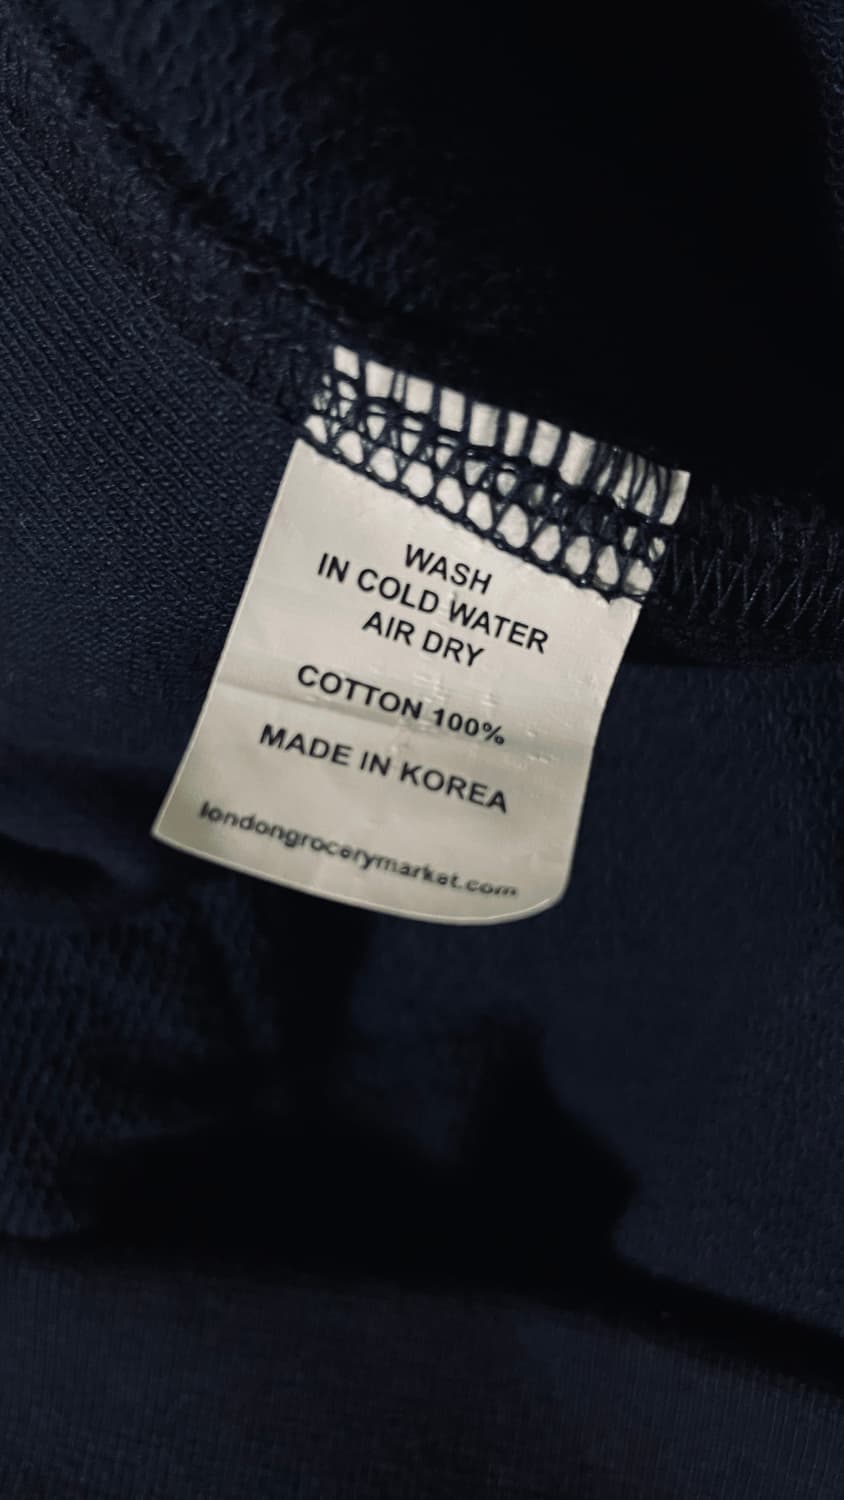 WASH
IN COLD WATER
AIR DRY
COTTON 100%
MADE IN KOREA
londongrocerymarket.com